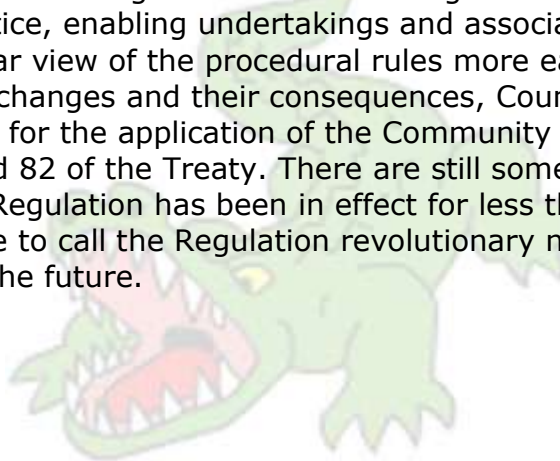 tice, enabling undertakings and associa
ar view of the procedural rules more ea
changes and their consequences, Coun
for the application of the Community
d 82 of the Treaty. There are still some
Regulation has been in effect for less th
e to call the Regulation revolutionary n
he future.